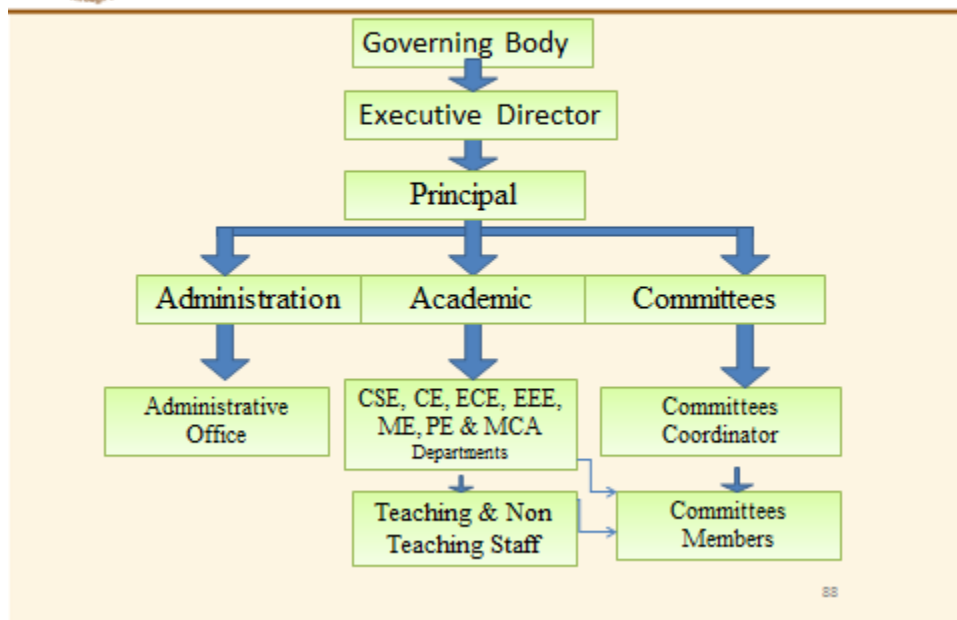 Governing Body
Executive Director
Principal
Administration
Academic
Committees
Administrative
Office
CSE, CE, ECE, EEE,
ME, PE & MCA
Departments
Committees
Coordinator
Teaching & Non
Teaching Staff
Committees
Members
88